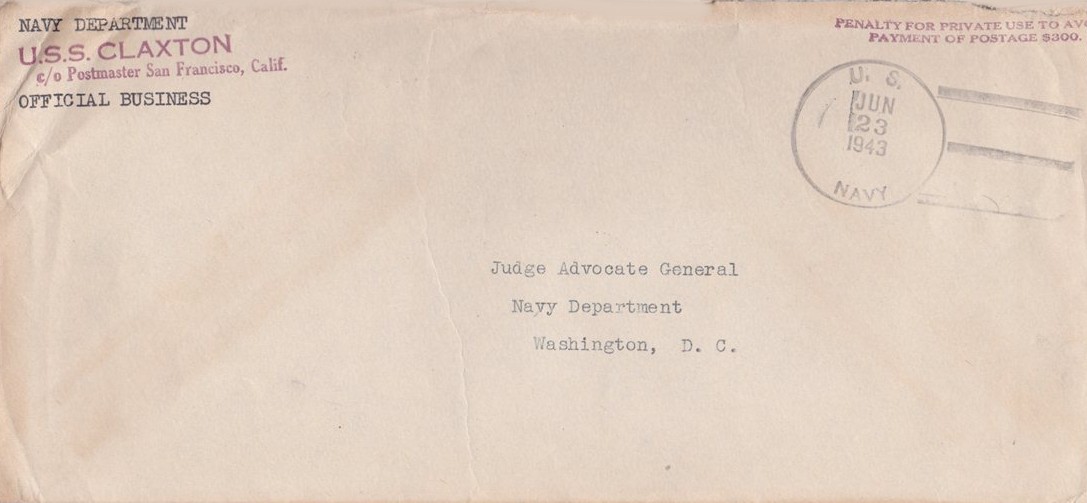 NAVY DEPARTMENT
U.S.S. CLAXTON
c/o Postmaster San Francisco, Calif.
OFFICIAL BUSINESS
PENALTY FOR PRIVATE USE TO AVO
PAYMENT OF POSTAGE $300.
U. S.
JUN
23
1943
NAVY
Judge Advocate General
Navy Department
Washington, D. C.